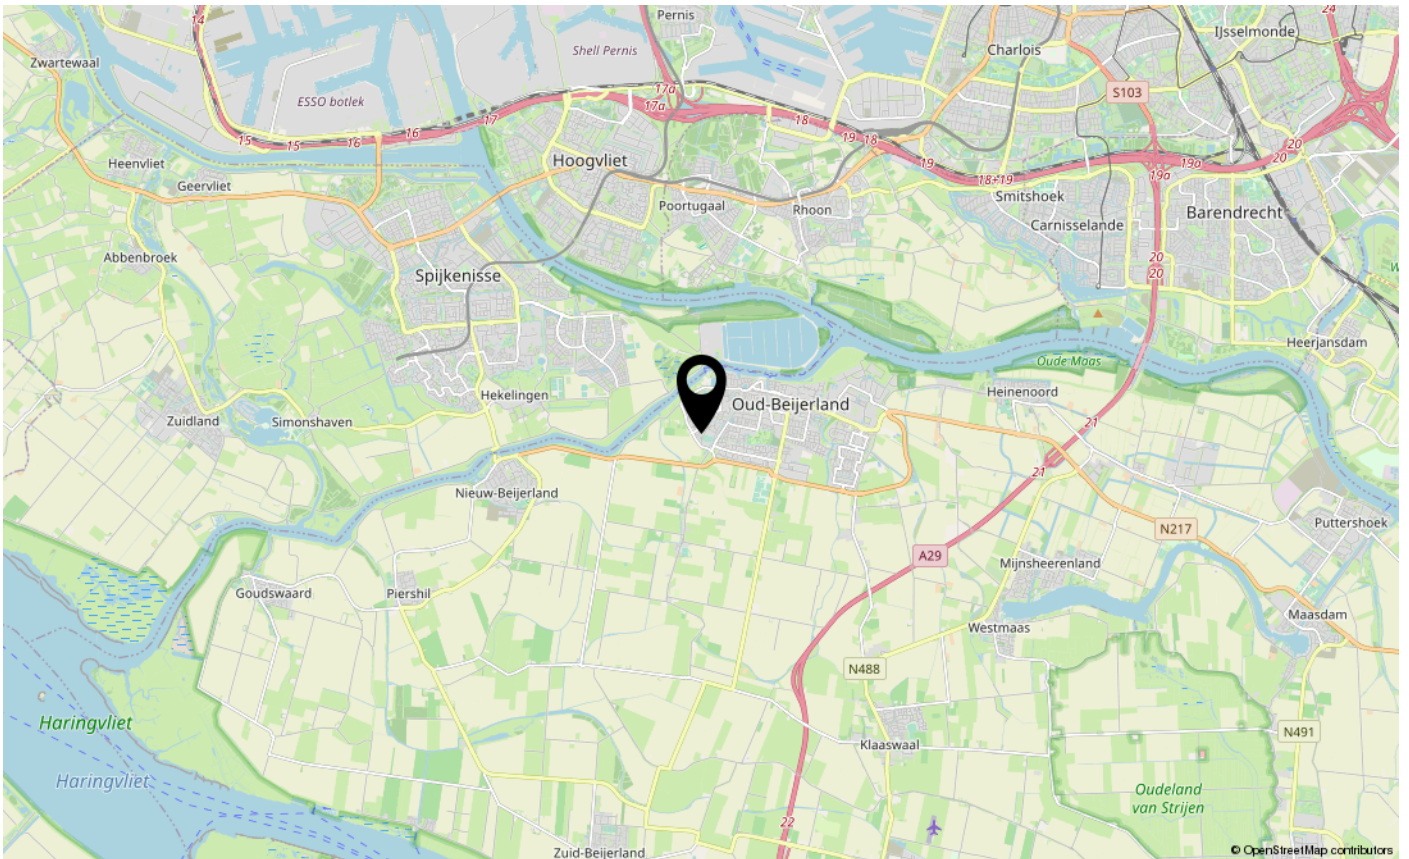 14
Pernis
24
Charlois
IJsselmonde
Shell Pernis
Zwartewaal
ESSO botlek
17a
17a
S103
17
18
16
19
18
15
15
16
20
20
Heenvliet
Hoogvliet
19
19a
19a
18+19
Geervliet
Poortugaal
Rhoon
Smitshoek
Carnisselande
Barendrecht
Abbenbroek
20
20
Spijkenisse
W
Heerjansdam
Oude Maas
Hekelingen
Heinenoord
Oud-Beijerland
Zuidland
Simonshaven
21
21
Nieuw-Beijerland
Puttershoek
N217
A29
Mijnsheerenland
Goudswaard
Piershil
Maasdam
Westmaas
N488
Haringvliet
N491
Klaaswaal
Haringvliet
Oudeland
van Strijen
22
Zuid-Beijerland
© OpenStreetMap contributors